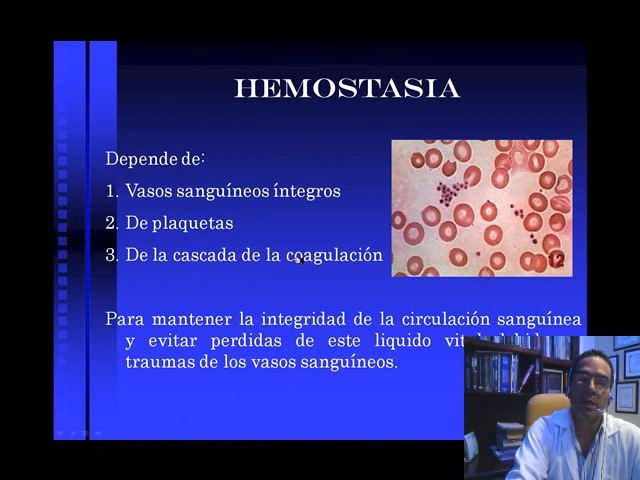 HEMOSTASIA
Depende de:
1. Vasos sanguíneos íntegros
2. De plaquetas
3. De la cascada de la coagulación
12
Para mantener la integridad de la circulación sanguínea
y evitar perdidas de este liquido
traumas de los vasos sanguíneos.